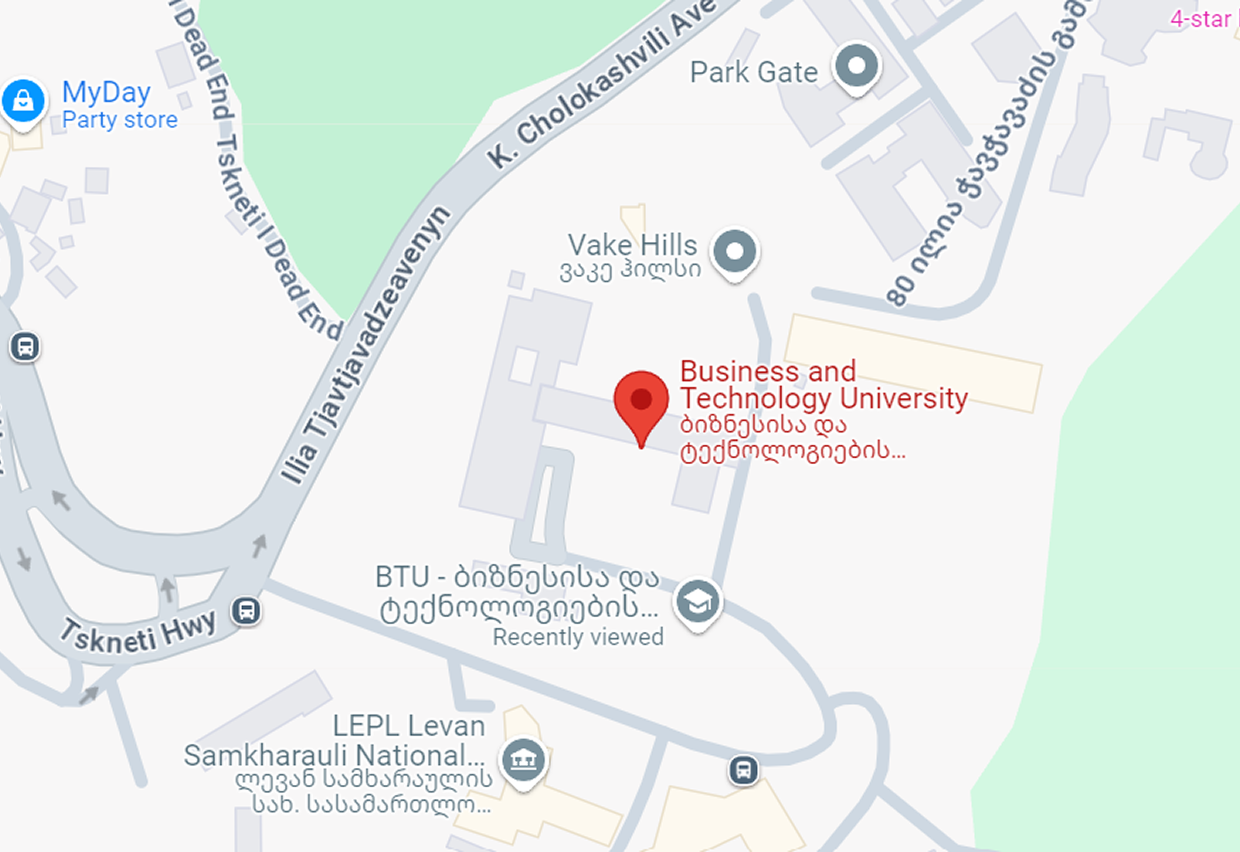 4-star
I Dead End
K. Cholokashvili Ave
Park Gate
MyDay
Party store
Tskneti I Dead End
80 ილია ჭავჭავაძის გამ
Vake Hills
ვაკე ჰილსი
Ilia Tjavtjavadzeavenyn
Business and
Technology University
ბიზნესისა და
ტექნოლოგიების...
BTU - ბიზნესისა და
ტექნოლოგიების...
Recently viewed
Tskneti Hwy
LEPL Levan
Samkharauli National...
ლევან სამხარაულის
სახ. სასამართლო...